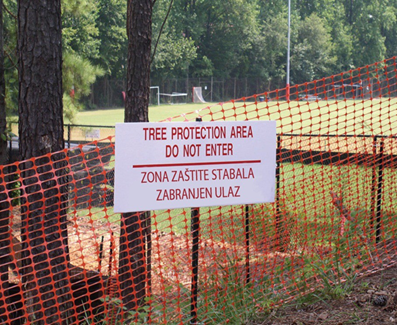 TREE PROTECTION AREA
DO NOT ENTER
ZONA ZAŠTITE STABALA
ZABRANJEN ULAZ